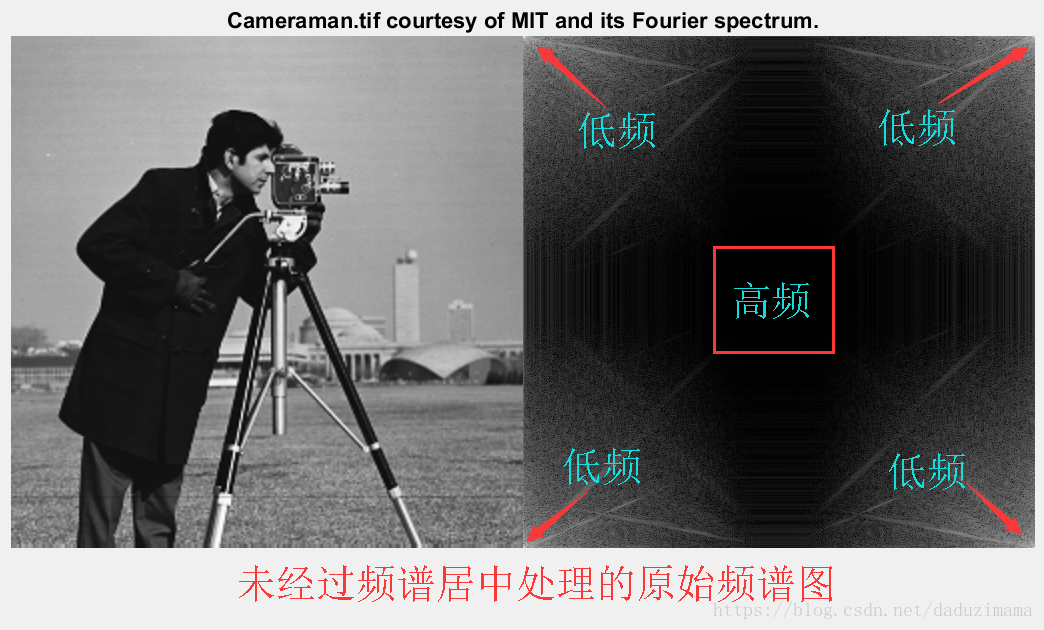 Cameraman.tif courtesy of MIT and its Fourier spectrum.
低频
低频
高频
低频
低频
未经过频谱居中处理的原始频谱图
https://blog.csdn.net/daduzimama